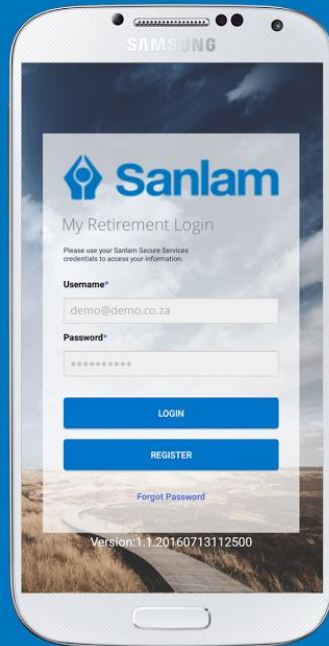 SAMSUNG
Sanlam
My Retirement Login
Please use your Sanlam Secure Services
credentials to access your information.
Username*
demo@demo.co.za
Password*
**********
LOGIN
REGISTER
Forgot Password
Version:1.1.20160713112500